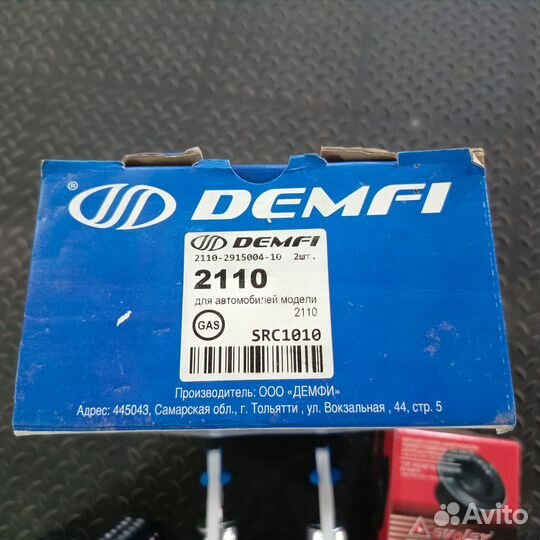 ® DEMFI
DEMFI
2110-2915004-10 2шт.
2110
для автомобилей модели
2110
GAS
SRC1010
Производитель: ООО «ДЕМФИ»
Адрес: 445043, Самарская обл., г. Тольятти , ул. Вокзальная , 44, стр. 5
Avito